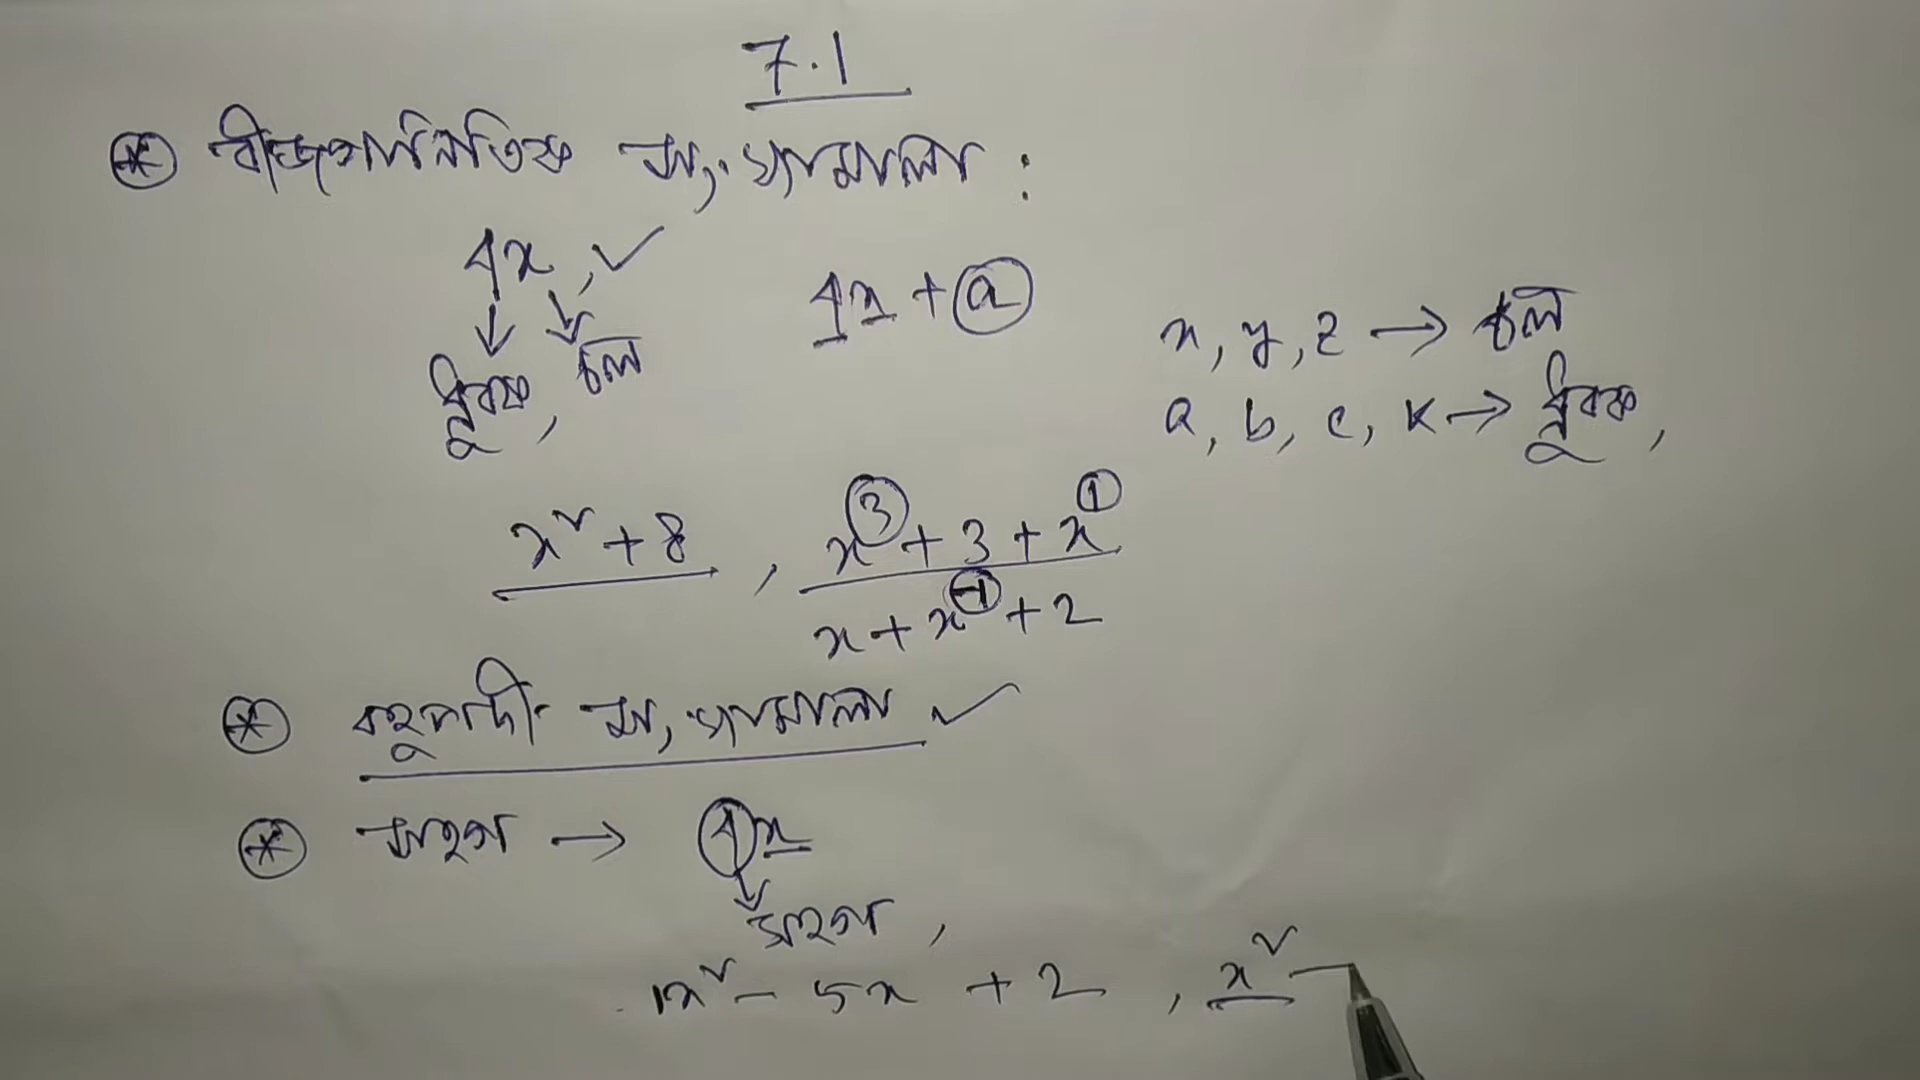 7.1
* বীজগনিতিক সংখ্যামালা :
4x, ✓ 4x + a
ধ্রুবক, চল
x, y, z → চল
a, b, c, k → ধ্রুবক,
x² + 8, x³ + 3 + x¹
x + x⁻¹ + 2
* বহুপদী সংখ্যামালা ✓
* সহগ → 4x
সহগ,
1x² - 5x + 2, x² -